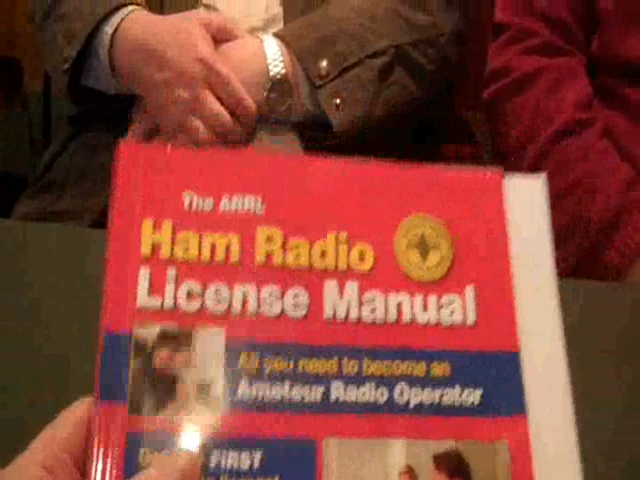 The ARRL
Ham Radio
License Manual
All you need to become an
Amateur Radio Operator
FIRST